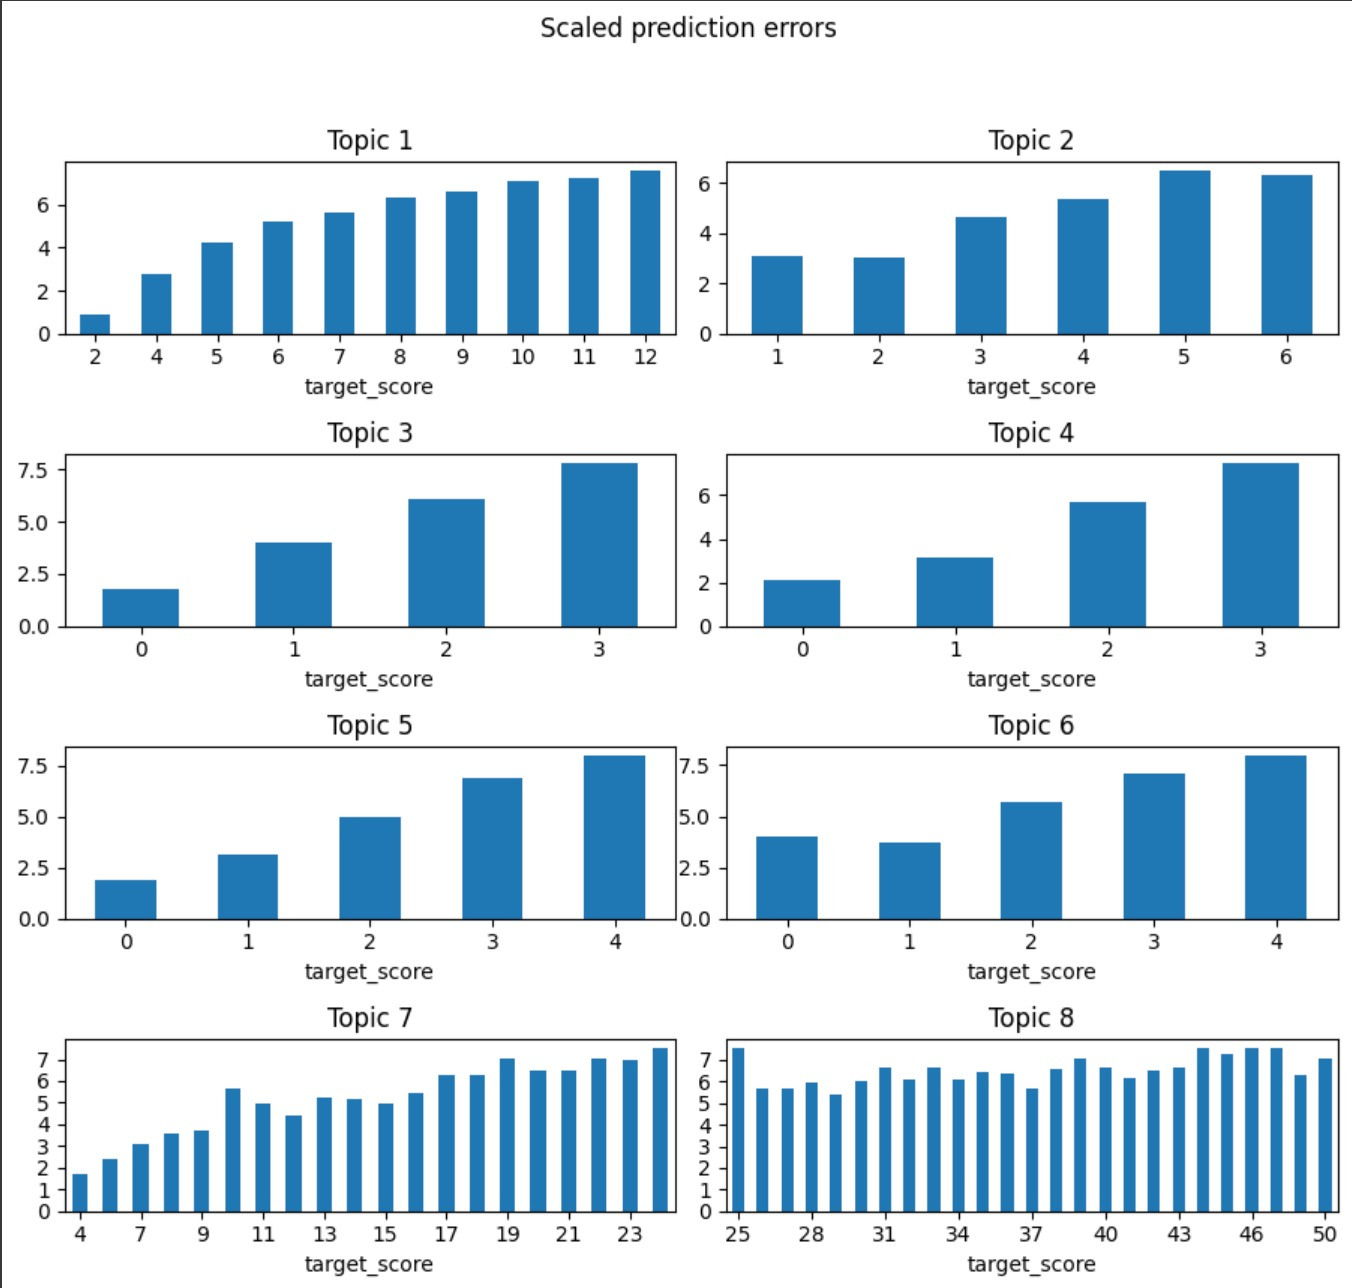 Scaled prediction errors
Topic 1
6
4
2
0
2 4 5 6 7 8 9 10 11 12
target_score
Topic 2
6
4
2
0
1 2 3 4 5 6
target_score
Topic 3
7.5
5.0
2.5
0.0
0 1 2 3
target_score
Topic 4
6
4
2
0
0 1 2 3
target_score
Topic 5
7.5
5.0
2.5
0.0
0 1 2 3 4
target_score
Topic 6
7.5
5.0
2.5
0.0
0 1 2 3 4
target_score
Topic 7
7
6
5
4
3
2
1
0
4 7 9 11 13 15 17 19 21 23
target_score
Topic 8
7
6
5
4
3
2
1
0
25 28 31 34 37 40 43 46 50
target_score